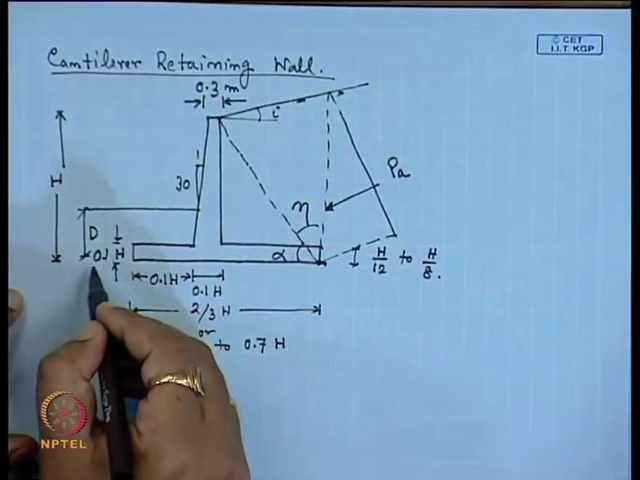 © CET
I.I.T. KGP
Cantilever Retaining Wall.
0.3 m
i
H
30
Pa
η
D
0.1 H
α
H/12 to H/8.
0.1H
0.1 H
2/3 H
or
to 0.7 H
NPTEL